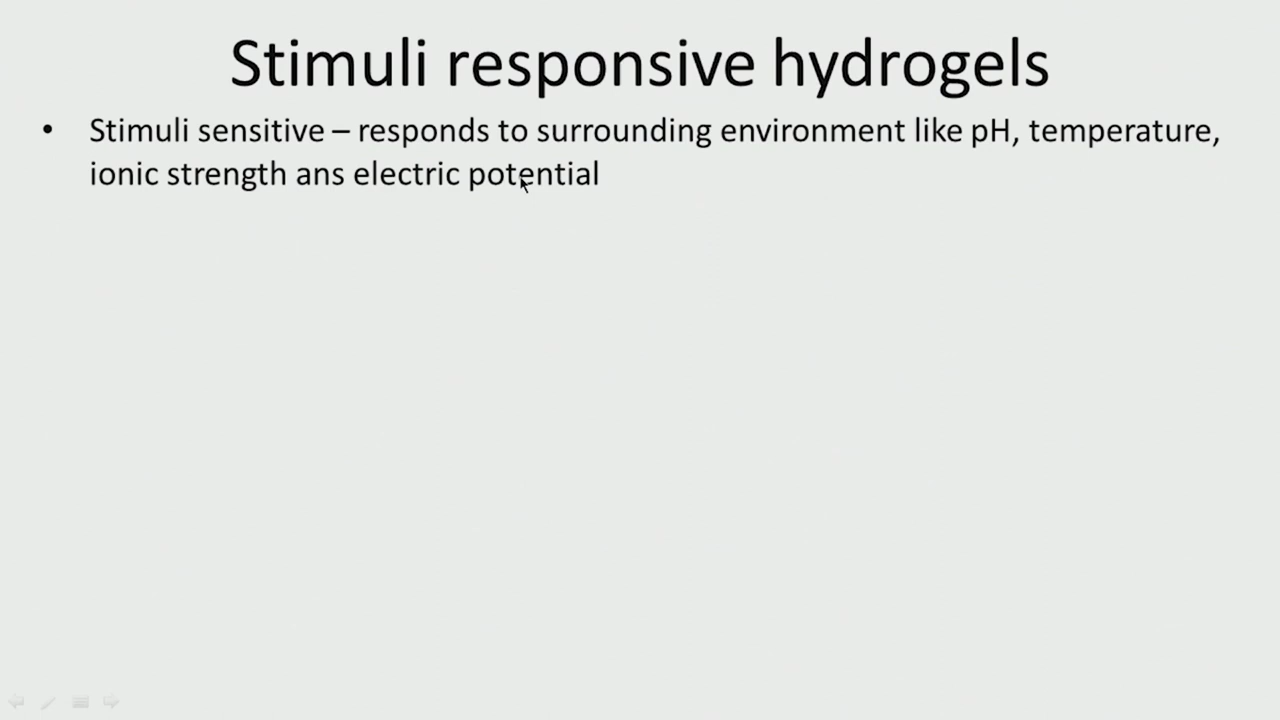 Stimuli responsive hydrogels
• Stimuli sensitive – responds to surrounding environment like pH, temperature,
ionic strength ans electric potential